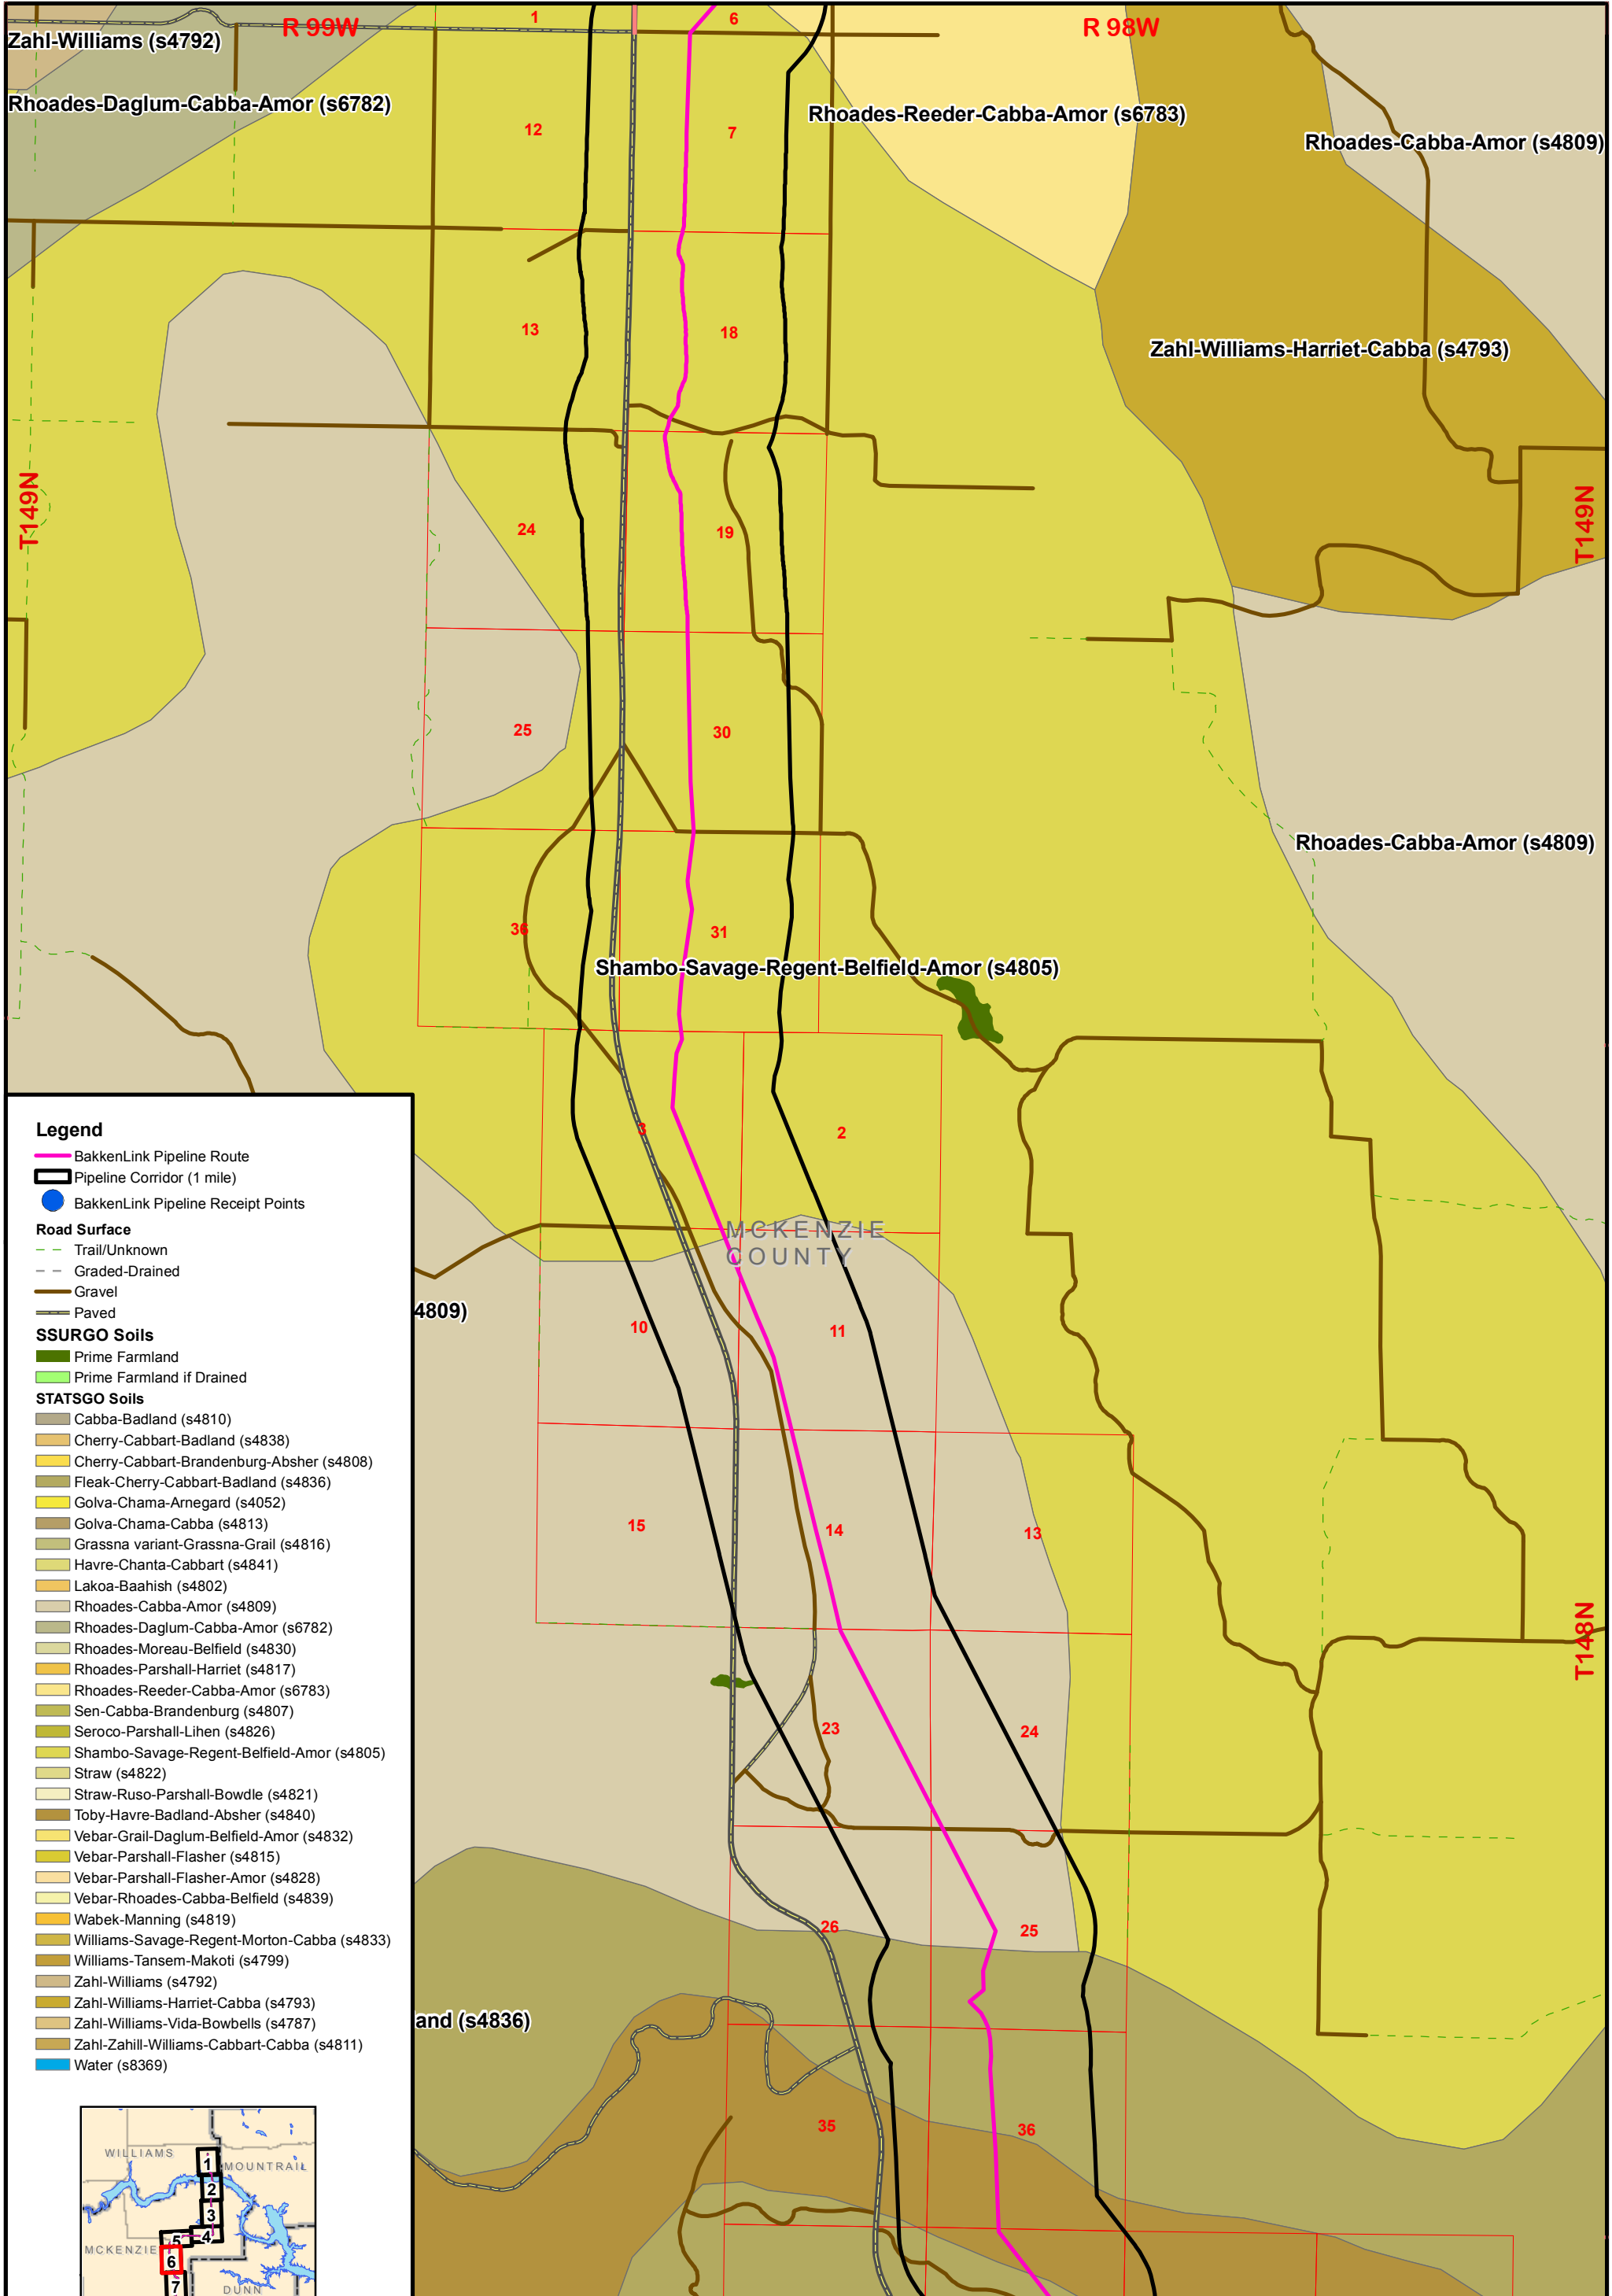 1
6
R 99W
R 98W
Zahl-Williams (s4792)
Rhoades-Daglum-Cabba-Amor (s6782)
Rhoades-Reeder-Cabba-Amor (s6783)
12
7
Rhoades-Cabba-Amor (s4809)
13
18
Zahl-Williams-Harriet-Cabba (s4793)
T149N
24
19
T149N
25
30
Rhoades-Cabba-Amor (s4809)
36
31
Shambo-Savage-Regent-Belfield-Amor (s4805)
3
2
MCKENZIE
COUNTY
4809)
10
11
15
14
13
T148N
23
24
26
25
and (s4836)
35
36
Legend
BakkenLink Pipeline Route
Pipeline Corridor (1 mile)
BakkenLink Pipeline Receipt Points
Road Surface
Trail/Unknown
Graded-Drained
Gravel
Paved
SSURGO Soils
Prime Farmland
Prime Farmland if Drained
STATSGO Soils
Cabba-Badland (s4810)
Cherry-Cabbart-Badland (s4838)
Cherry-Cabbart-Brandenburg-Absher (s4808)
Fleak-Cherry-Cabbart-Badland (s4836)
Golva-Chama-Arnegard (s4052)
Golva-Chama-Cabba (s4813)
Grassna variant-Grassna-Grail (s4816)
Havre-Chanta-Cabbart (s4841)
Lakoa-Baahish (s4802)
Rhoades-Cabba-Amor (s4809)
Rhoades-Daglum-Cabba-Amor (s6782)
Rhoades-Moreau-Belfield (s4830)
Rhoades-Parshall-Harriet (s4817)
Rhoades-Reeder-Cabba-Amor (s6783)
Sen-Cabba-Brandenburg (s4807)
Seroco-Parshall-Lihen (s4826)
Shambo-Savage-Regent-Belfield-Amor (s4805)
Straw (s4822)
Straw-Ruso-Parshall-Bowdle (s4821)
Toby-Havre-Badland-Absher (s4840)
Vebar-Grail-Daglum-Belfield-Amor (s4832)
Vebar-Parshall-Flasher (s4815)
Vebar-Parshall-Flasher-Amor (s4828)
Vebar-Rhoades-Cabba-Belfield (s4839)
Wabek-Manning (s4819)
Williams-Savage-Regent-Morton-Cabba (s4833)
Williams-Tansem-Makoti (s4799)
Zahl-Williams (s4792)
Zahl-Williams-Harriet-Cabba (s4793)
Zahl-Williams-Vida-Bowbells (s4787)
Zahl-Zahill-Williams-Cabbart-Cabba (s4811)
Water (s8369)
WILLIAMS
1
MOUNTRAIL
2
3
4
5
MCKENZIE
6
7
DUNN